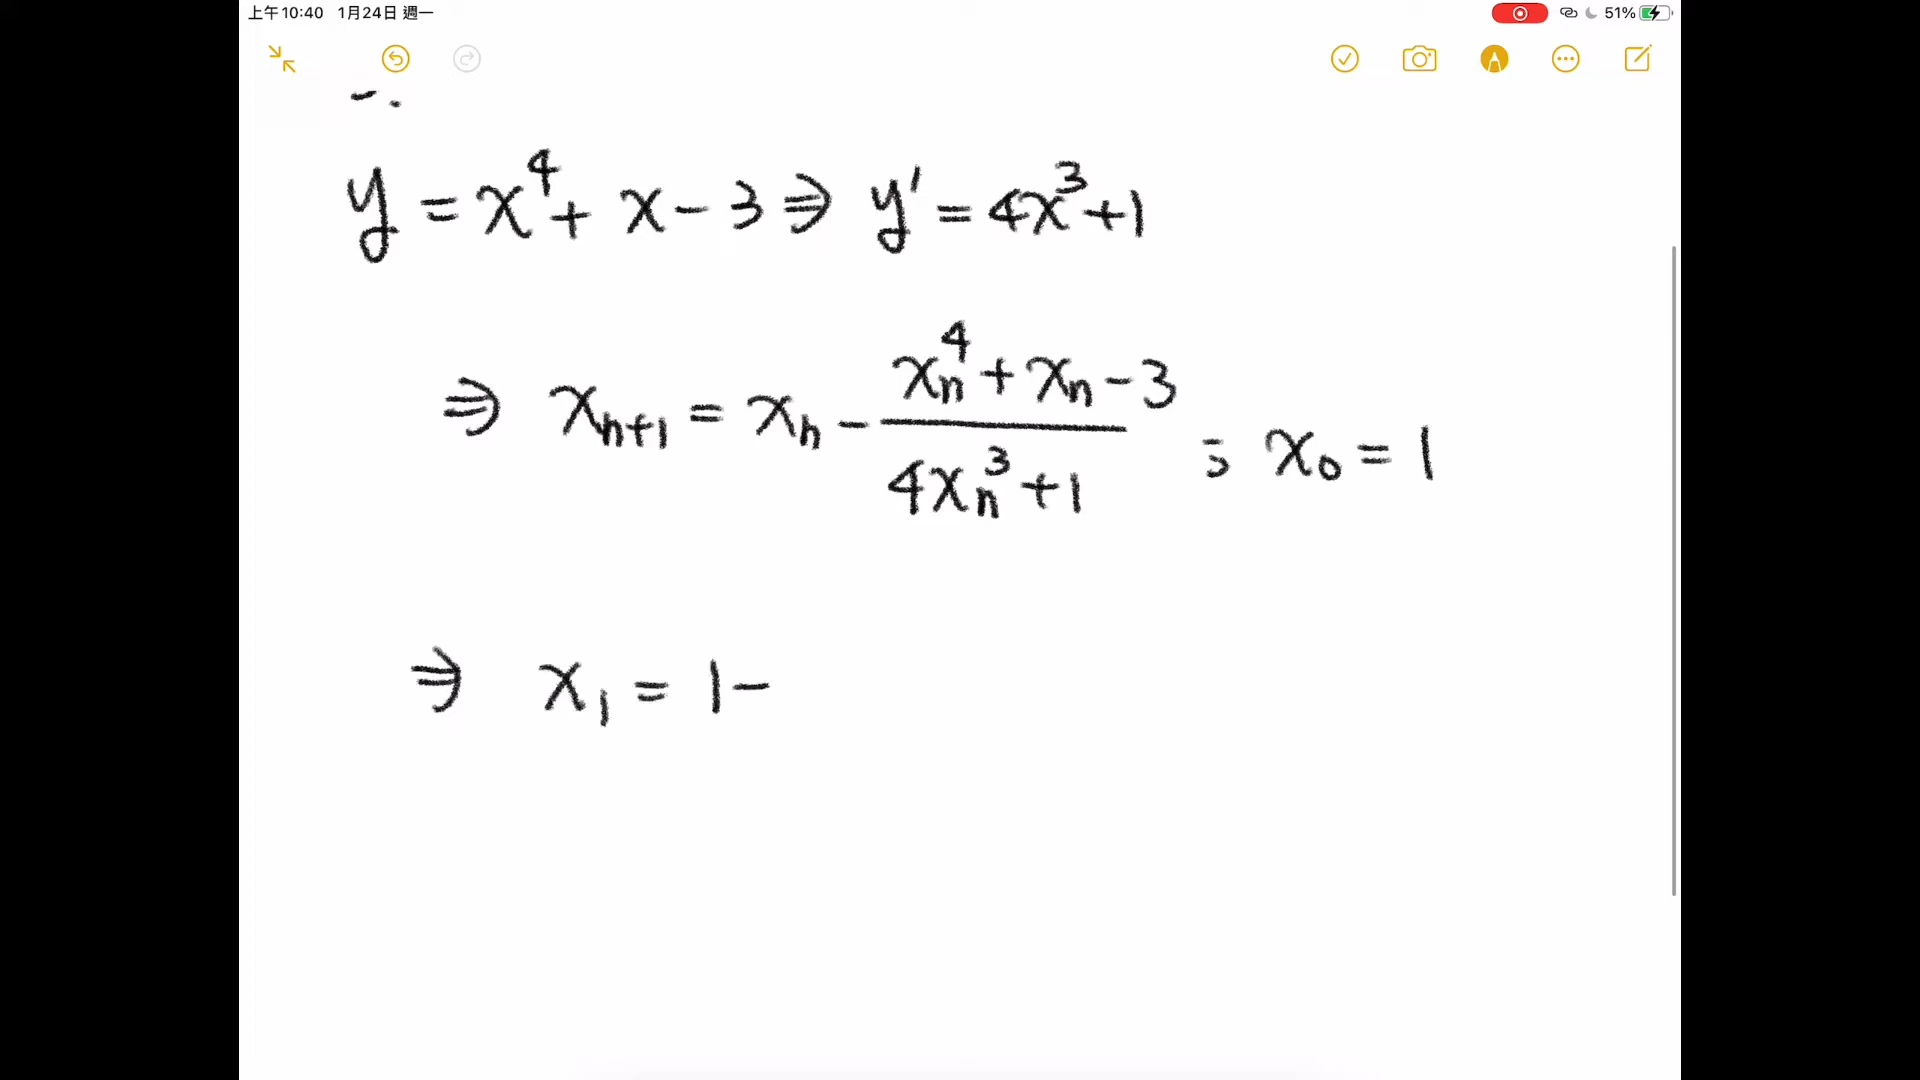 上午10:40 1月24日 週一 51%
y = x⁴ + x - 3 ⇒ y' = 4x³ + 1
⇒ xₙ₊₁ = xₙ - (xₙ⁴ + xₙ - 3)/(4xₙ³ + 1) ; x₀ = 1
⇒ x₁ = 1 -